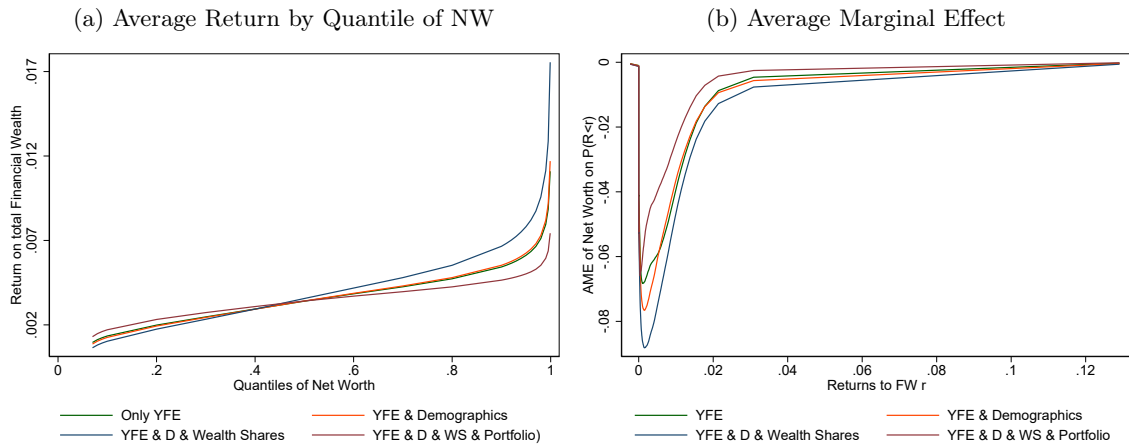 (a) Average Return by Quantile of NW
Return on total Financial Wealth
.017
.012
.007
.002
0 .2 .4 .6 .8 1
Quantiles of Net Worth
Only YFE YFE & Demographics
YFE & D & Wealth Shares YFE & D & WS & Portfolio)
(b) Average Marginal Effect
AME of Net Worth on P(R<r)
0
-.02
-.04
-.06
-.08
0 .02 .04 .06 .08 .1 .12
Returns to FW r
YFE YFE & Demographics
YFE & D & Wealth Shares YFE & D & WS & Portfolio